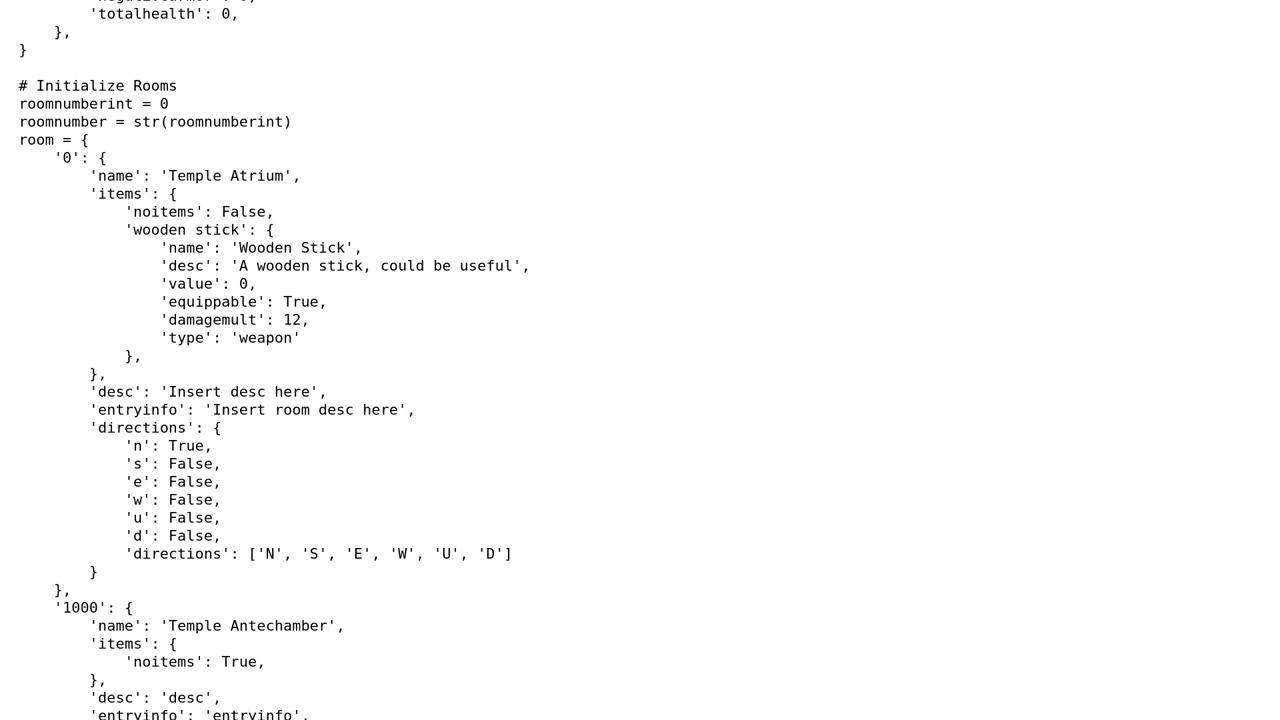 'totalhealth': 0,
    },
}

# Initialize Rooms
roomnumberint = 0
roomnumber = str(roomnumberint)
room = {
    '0': {
        'name': 'Temple Atrium',
        'items': {
            'noitems': False,
            'wooden stick': {
                'name': 'Wooden Stick',
                'desc': 'A wooden stick, could be useful',
                'value': 0,
                'equippable': True,
                'damagemult': 12,
                'type': 'weapon'
            },
        },
        'desc': 'Insert desc here',
        'entryinfo': 'Insert room desc here',
        'directions': {
            'n': True,
            's': False,
            'e': False,
            'w': False,
            'u': False,
            'd': False,
            'directions': ['N', 'S', 'E', 'W', 'U', 'D']
        }
    },
    '1000': {
        'name': 'Temple Antechamber',
        'items': {
            'noitems': True,
        },
        'desc': 'desc',
        'entryinfo': 'entryinfo',